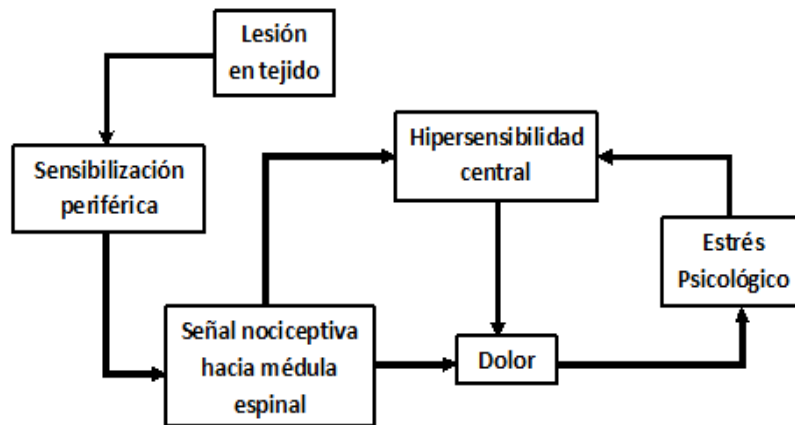 Lesión
en tejido
Sensibilización
periférica
Señal nociceptiva
hacia médula
espinal
Hipersensibilidad
central
Dolor
Estrés
Psicológico